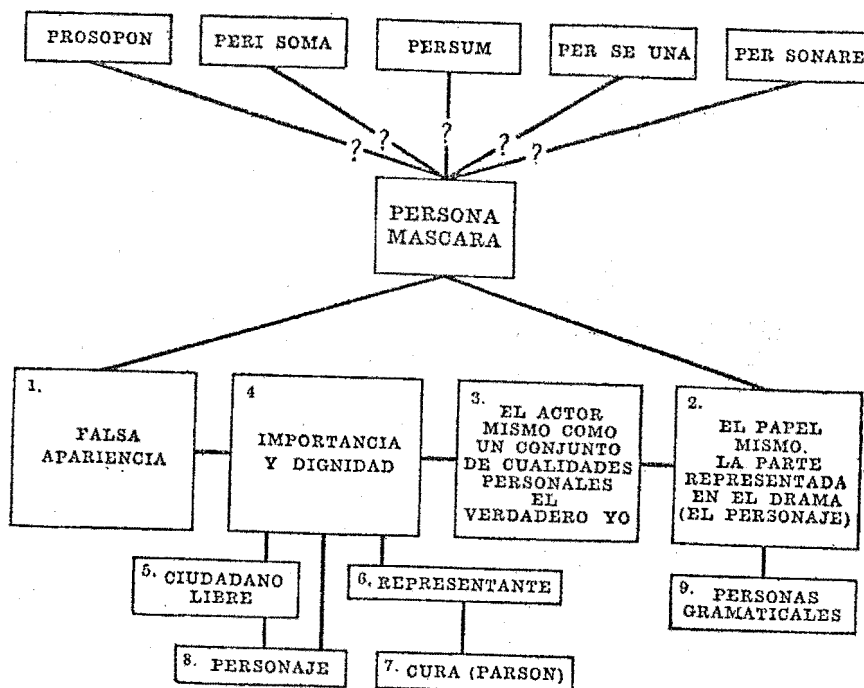 PROSOPON
PERI SOMA
PERSUM
PER SE UNA
PER SONARE
?
?
?
?
?
PERSONA
MASCARA
1.
FALSA
APARIENCIA
4
IMPORTANCIA
Y DIGNIDAD
3.
EL ACTOR
MISMO COMO
UN CONJUNTO
DE CUALIDADES
PERSONALES
EL
VERDADERO YO
2.
EL PAPEL
MISMO.
LA PARTE
REPRESENTADA
EN EL DRAMA
(EL PERSONAJE)
5. CIUDADANO
LIBRE
6. REPRESENTANTE
9. PERSONAS
GRAMATICALES
8. PERSONAJE
7. CURA (PARSON)